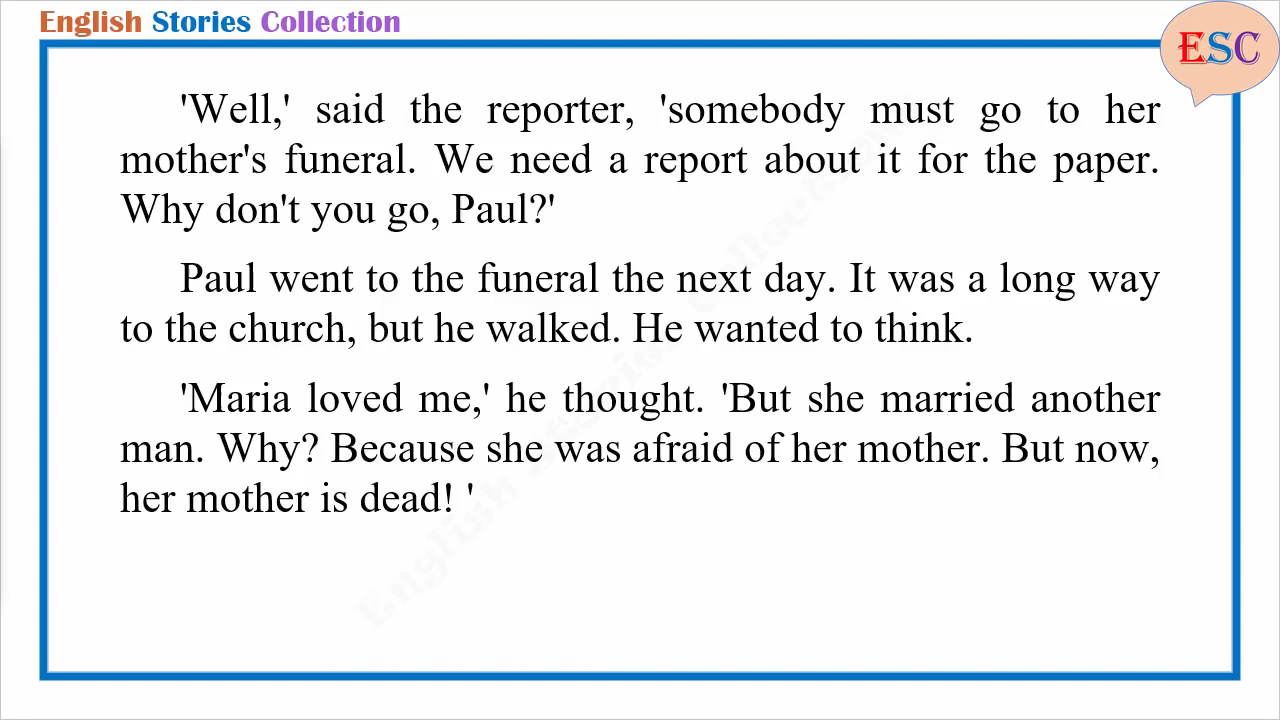 English Stories Collection
ESC
'Well,' said the reporter, 'somebody must go to her
mother's funeral. We need a report about it for the paper.
Why don't you go, Paul?'
Paul went to the funeral the next day. It was a long way
to the church, but he walked. He wanted to think.
'Maria loved me,' he thought. 'But she married another
man. Why? Because she was afraid of her mother. But now,
her mother is dead! '